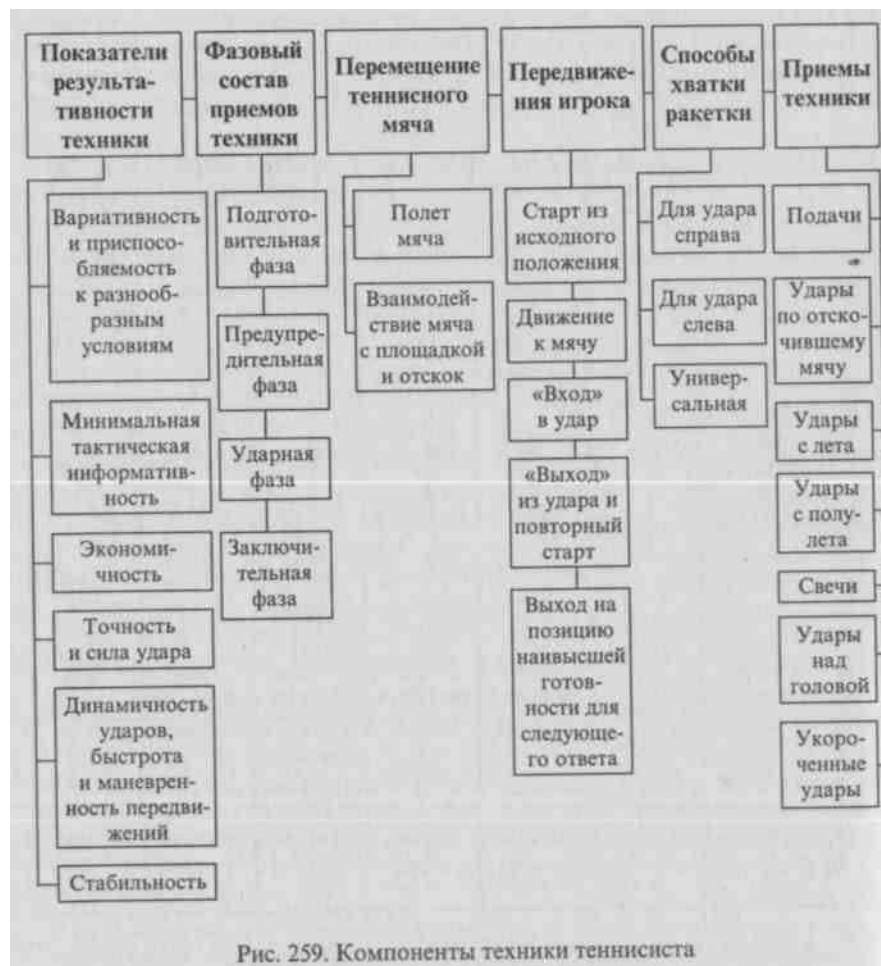 Показатели
результа-
тивности
техники
Фазовый
состав
приемов
техники
Перемещение
теннисного
мяча
Передвиже-
ния игрока
Способы
хватки
ракетки
Приемы
техники
Вариативность
и приспосо-
бляемость
к разнооб-
разным
условиям
Минимальная
тактическая
информатив-
ность
Экономи-
чность
Точность
и сила удара
Динамичность
ударов,
быстрота
и маневрен-
ность передви-
жений
Стабильность
Подгото-
вительная
фаза
Предупре-
дительная
фаза
Ударная
фаза
Заключи-
тельная
фаза
Полет
мяча
Взаимодей-
ствие мяча
с площадкой
и отскок
Старт из
исходного
положения
Движение
к мячу
«Вход»
в удар
«Выход»
из удара и
повторный
старт
Выход на
позицию
наивысшей
готов-
ности для
следующе-
го ответа
Для удара
справа
Для удара
слева
Универ-
сальная
Подачи
Удары
по отско-
чившему
мячу
Удары
с лета
Удары
с полу-
лета
Свечи
Удары
над
головой
Укоро-
ченные
удары
Рис. 259. Компоненты техники теннисиста